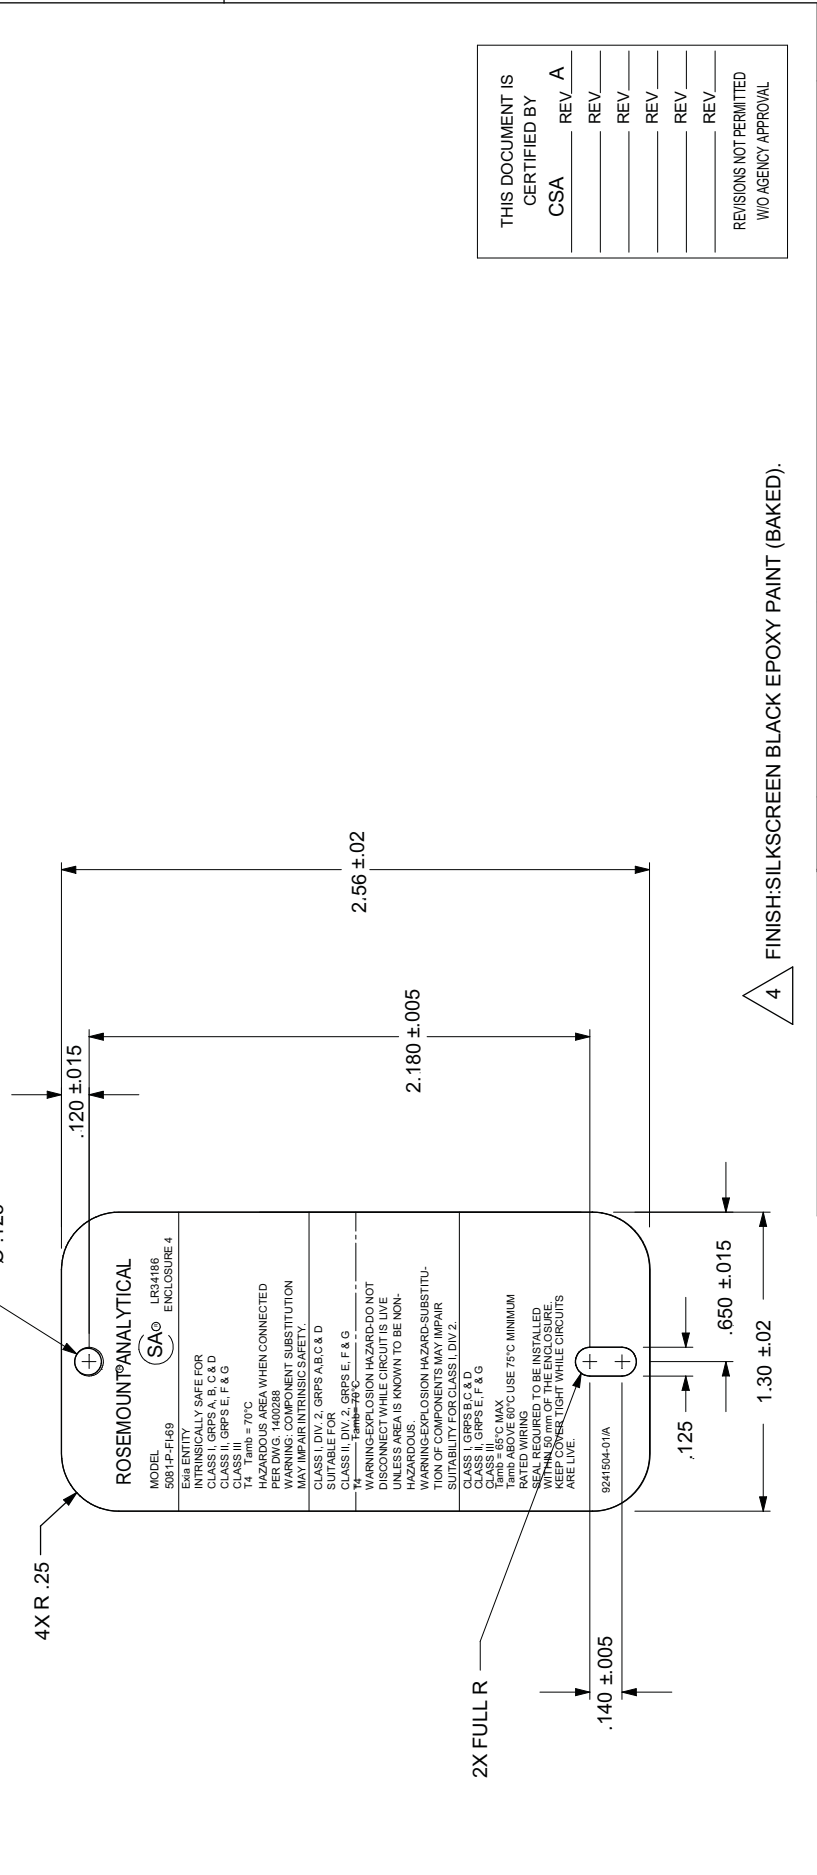 THIS DOCUMENT IS
CERTIFIED BY
CSA REV A
REV
REV
REV
REV
REV
REVISIONS NOT PERMITTED
W/O AGENCY APPROVAL
4X R .25
.120 ±.015
2.56 ±.02
2.180 ±.005
ROSEMOUNT® ANALYTICAL
MODEL
5081-P-FI-69
SA® LR34186
ENCLOSURE 4
Exia ENTITY
INTRINSICALLY SAFE FOR
CLASS I, GRPS A, B, C & D
CLASS II, GRPS E, F & G
CLASS III
T4 Tamb = 70°C
HAZARDOUS AREA WHEN CONNECTED
PER DWG. 1400288
WARNING: COMPONENT SUBSTITUTION
MAY IMPAIR INTRINSIC SAFETY.
CLASS I, DIV. 2, GRPS A,B,C & D
SUITABLE FOR
CLASS II, DIV. 2, GRPS E, F & G
T4 Tamb= 70°C
WARNING-EXPLOSION HAZARD-DO NOT
DISCONNECT WHILE CIRCUIT IS LIVE
UNLESS AREA IS KNOWN TO BE NON-
HAZARDOUS.
WARNING-EXPLOSION HAZARD-SUBSTITU-
TION OF COMPONENTS MAY IMPAIR
SUITABILITY FOR CLASS I, DIV 2.
CLASS I, GRPS B,C & D
CLASS II, GRPS E, F & G
CLASS III
Tamb = 65°C MAX
Tamb ABOVE 60°C USE 75°C MINIMUM
RATED WIRING
SEAL REQUIRED TO BE INSTALLED
WITHIN 50 mm OF THE ENCLOSURE.
KEEP COVER TIGHT WHILE CIRCUITS
ARE LIVE.
9241504-01/A
2X FULL R
.140 ±.005
.125
.650 ±.015
1.30 ±.02
4 FINISH:SILKSCREEN BLACK EPOXY PAINT (BAKED).